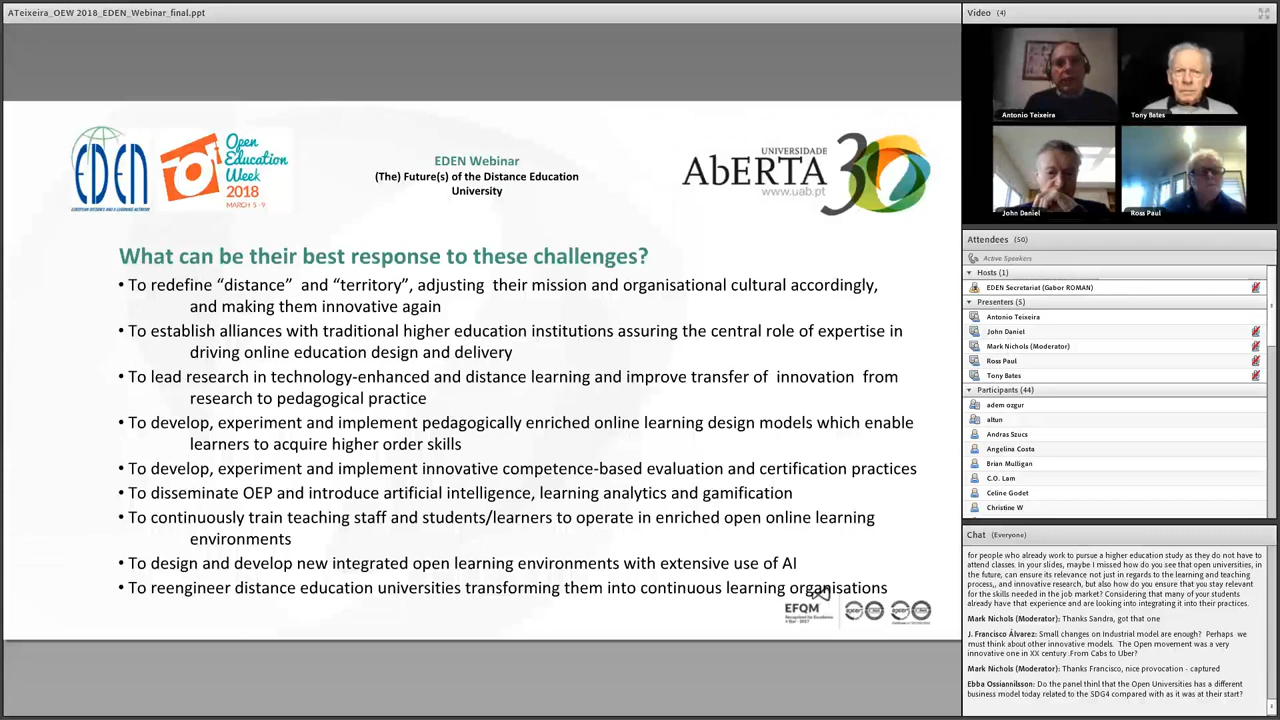 ATeixeira_OEW 2018_EDEN_Webinar_final.ppt
EDEN
EUROPEAN DISTANCE AND E-LEARNING NETWORK
Open
Education
Week
2018
MARCH 5 - 9
EDEN Webinar
(The) Future(s) of the Distance Education
University
UNIVERSIDADE
AbERTA
www.uab.pt
30
What can be their best response to these challenges?
• To redefine “distance” and “territory”, adjusting their mission and organisational cultural accordingly,
and making them innovative again
• To establish alliances with traditional higher education institutions assuring the central role of expertise in
driving online education design and delivery
• To lead research in technology-enhanced and distance learning and improve transfer of innovation from
research to pedagogical practice
• To develop, experiment and implement pedagogically enriched online learning design models which enable
learners to acquire higher order skills
• To develop, experiment and implement innovative competence-based evaluation and certification practices
• To disseminate OEP and introduce artificial intelligence, learning analytics and gamification
• To continuously train teaching staff and students/learners to operate in enriched open online learning
environments
• To design and develop new integrated open learning environments with extensive use of AI
• To reengineer distance education universities transforming them into continuous learning organisations
EFQM
Video (4)
Antonio Teixeira
Tony Bates
John Daniel
Ross Paul
Attendees (50)
Active Speakers
Hosts (1)
EDEN Secretariat (Gabor ROMAN)
Presenters (5)
Antonio Teixeira
John Daniel
Mark Nichols (Moderator)
Ross Paul
Tony Bates
Participants (44)
adem ozgur
altun
Andras Szucs
Angelina Costa
Brian Mulligan
C.O. Lam
Celine Godet
Christine W
Chat (Everyone)
for people who already work to pursue a higher education study as they do not have to
attend classes. In your slides, maybe I missed how do you see that open universities, in
the future, can ensure its relevance not just in regards to the learning and teaching
process,, and innovative research, but also how do you ensure that you stay relevant
for the skills needed in the job market? Considering that many of your students
already have that experience and are looking into integrating it into their practices.
Mark Nichols (Moderator): Thanks Sandra, got that one
J. Francisco Álvarez: Small changes on Industrial model are enough? Perhaps we
must think about other innovative models. The Open movement was a very
innovative one in XX century .From Cabs to Uber?
Mark Nichols (Moderator): Thanks Francisco, nice provocation - captured
Ebba Ossiannilsson: Do the panel thinl that the Open Universities has a different
business model today related to the SDG4 compared with as it was at their start?